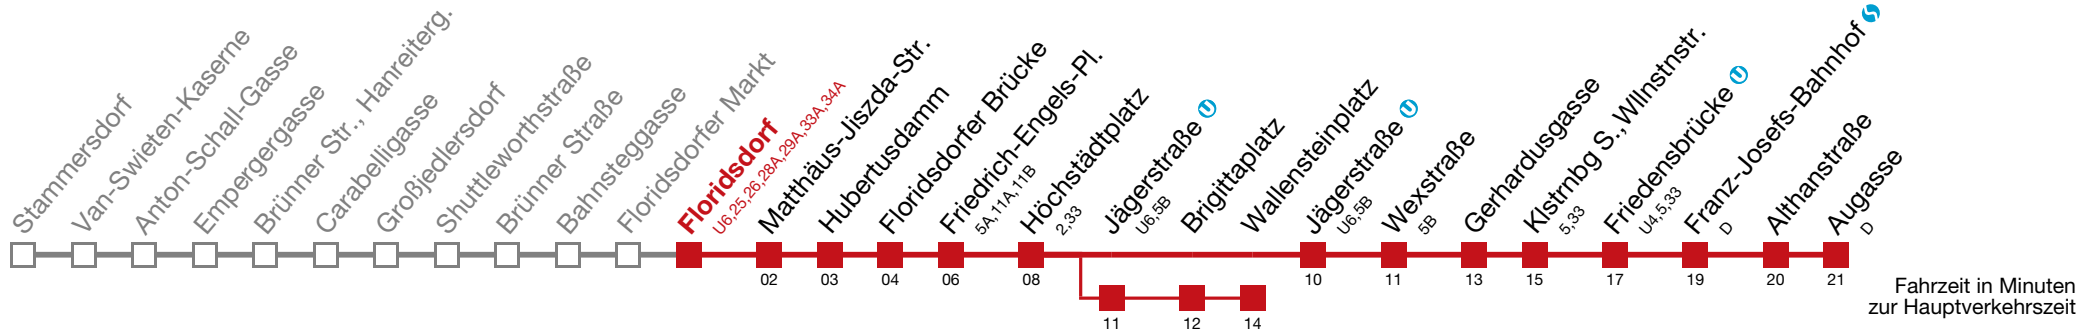 Stammersdorf
Van-Swieten-Kaserne
Anton-Schall-Gasse
Empergergasse
Brünner Str., Hanreiterg.
Carabelligasse
Großjedlersdorf
Shuttleworthstraße
Brünner Straße
Bahnsteggasse
Floridsdorfer Markt
Floridsdorf
U6,25,26,28A,29A,33A,34A
Matthäus-Jiszda-Str.
Hubertusdamm
Floridsdorfer Brücke
Friedrich-Engels-Pl.
5A,11A,11B
Höchstädtplatz
2,33
Jägerstraße U
U6,5B
Brigittaplatz
Wallensteinplatz
Jägerstraße U
U6,5B
Wexstraße
5B
Gerhardusgasse
Klstrnbg S., Wllnstnstr.
5,33
Friedensbrücke U
U4,5,33
Franz-Josefs-Bahnhof S
D
Althanstraße
Augasse
D
02 03 04 06 08 10 11 13 15 17 19 20 21
11 12 14
Fahrzeit in Minuten
zur Hauptverkehrszeit